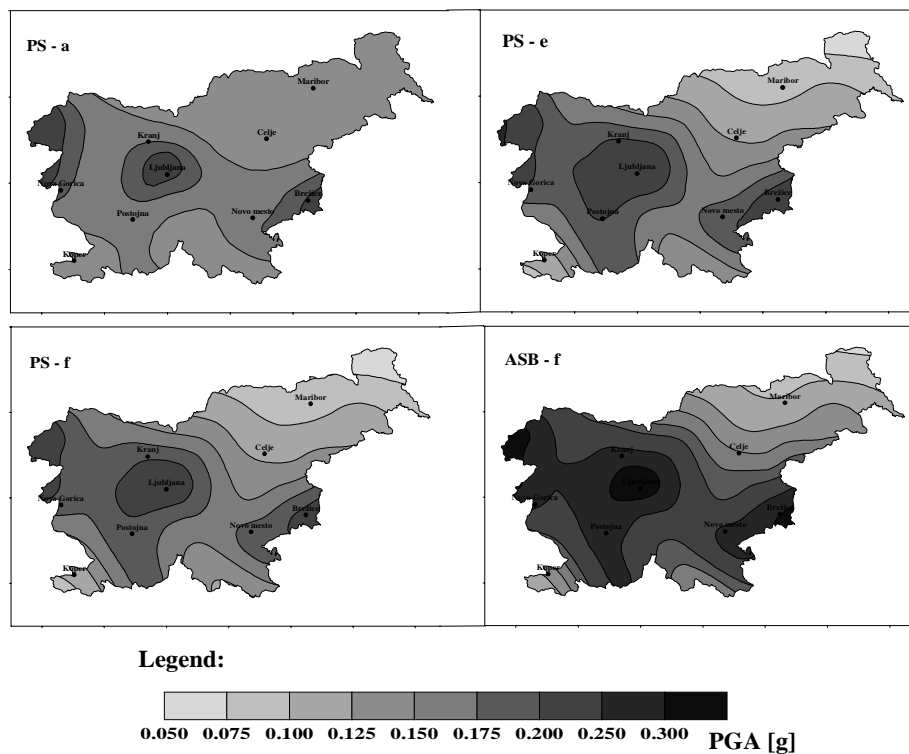 PS - a
Maribor
Celje
Kranj
Ljubljana
Nova Gorica
Brežice
Postojna
Novo mesto
Koper
PS - e
Maribor
Celje
Kranj
Ljubljana
Nova Gorica
Brežice
Postojna
Novo mesto
Koper
PS - f
Maribor
Celje
Kranj
Ljubljana
Nova Gorica
Brežice
Postojna
Novo mesto
Koper
ASB - f
Maribor
Celje
Kranj
Ljubljana
Nova Gorica
Brežice
Postojna
Novo mesto
Koper
Legend:
0.050 0.075 0.100 0.125 0.150 0.175 0.200 0.250 0.300
PGA [g]